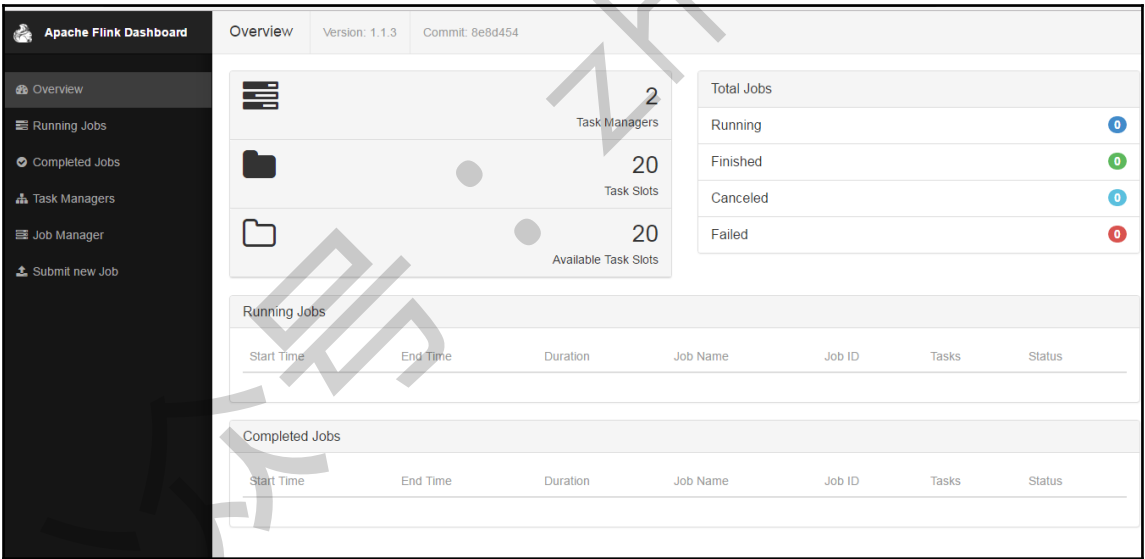 Apache Flink Dashboard
Overview
Version: 1.1.3
Commit: 8e8d454
Overview
Running Jobs
Completed Jobs
Task Managers
Job Manager
Submit new Job
2
Task Managers
20
Task Slots
20
Available Task Slots
Total Jobs
Running 0
Finished 0
Canceled 0
Failed 0
Running Jobs
Start Time End Time Duration Job Name Job ID Tasks Status
Completed Jobs
Start Time End Time Duration Job Name Job ID Tasks Status
众号 · zh